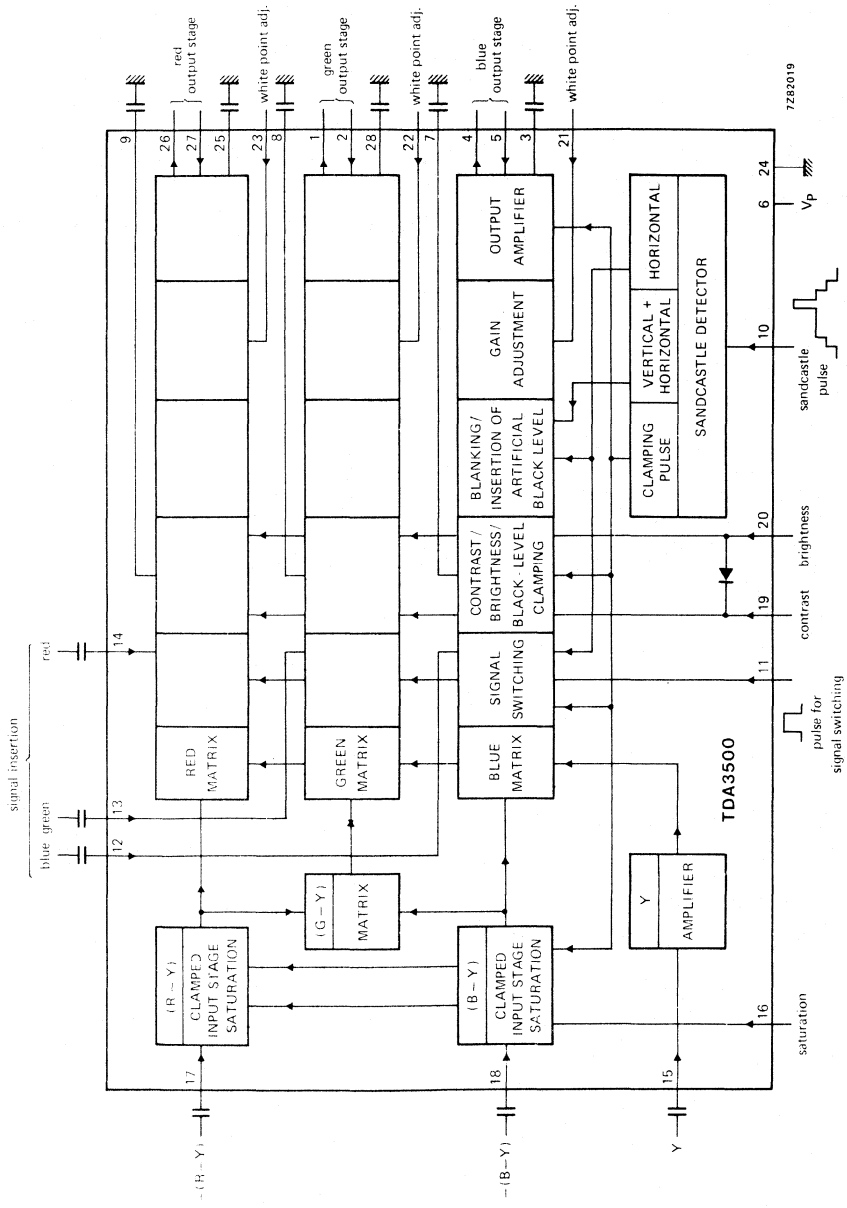 signal insertion
blue green
red
12
13
14
9
26
27
25
23
8
1
2
28
22
7
4
5
3
21
red
output stage
white point adj.
green
output stage
white point adj.
blue
output stage
white point adj.
-(R-Y)
17
(R-Y)
CLAMPED
INPUT STAGE
SATURATION
RED
MATRIX
(G-Y)
MATRIX
GREEN
MATRIX
-(B-Y)
18
(B-Y)
CLAMPED
INPUT STAGE
SATURATION
BLUE
MATRIX
SIGNAL
SWITCHING
CONTRAST/
BRIGHTNESS/
BLACK-LEVEL
CLAMPING
BLANKING/
INSERTION OF
ARTIFICIAL
BLACK LEVEL
GAIN
ADJUSTMENT
OUTPUT
AMPLIFIER
Y
15
Y
AMPLIFIER
TDA3500
CLAMPING
PULSE
VERTICAL +
HORIZONTAL
HORIZONTAL
SANDCASTLE DETECTOR
16
11
19
20
10
6
24
saturation
pulse for
signal switching
contrast
brightness
sandcastle
pulse
VP
7Z82019